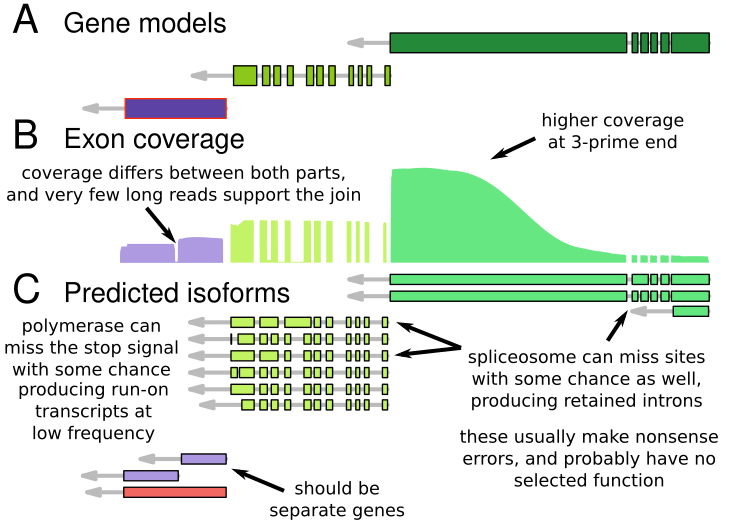 A Gene models
B Exon coverage
higher coverage
at 3-prime end
coverage differs between both parts,
and very few long reads support the join
C Predicted isoforms
polymerase can
miss the stop signal
with some chance
producing run-on
transcripts at
low frequency
spliceosome can miss sites
with some chance as well,
producing retained introns
these usually make nonsense
errors, and probably have no
selected function
should be
separate genes